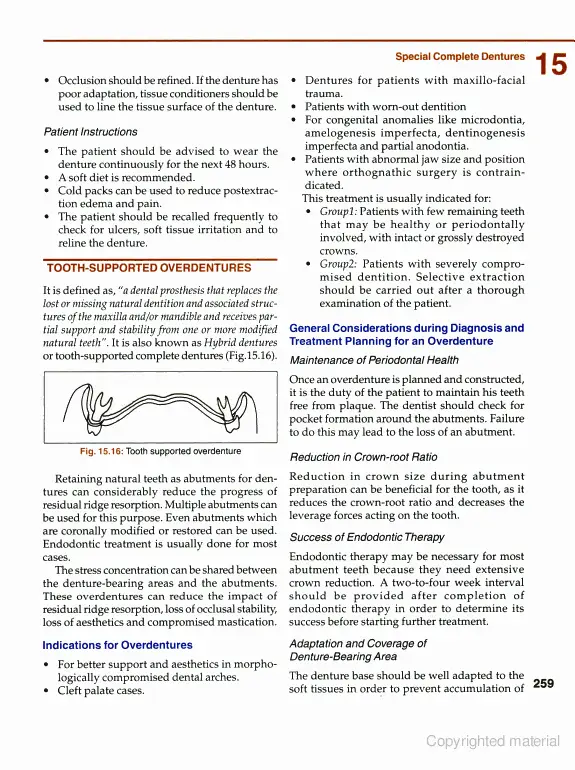 Special Complete Dentures 15
• Occlusion should be refined. If the denture has
poor adaptation, tissue conditioners should be
used to line the tissue surface of the denture.
Patient Instructions
• The patient should be advised to wear the
denture continuously for the next 48 hours.
• A soft diet is recommended.
• Cold packs can be used to reduce postextrac-
tion edema and pain.
• The patient should be recalled frequently to
check for ulcers, soft tissue irritation and to
reline the denture.
TOOTH-SUPPORTED OVERDENTURES
It is defined as, "a dental prosthesis that replaces the
lost or missing natural dentition and associated struc-
tures of the maxilla and/or mandible and receives par-
tial support and stability from one or more modified
natural teeth". It is also known as Hybrid dentures
or tooth-supported complete dentures (Fig.15.16).
Fig. 15.16: Tooth supported overdenture
Retaining natural teeth as abutments for den-
tures can considerably reduce the progress of
residual ridge resorption. Multiple abutments can
be used for this purpose. Even abutments which
are coronally modified or restored can be used.
Endodontic treatment is usually done for most
cases.
The stress concentration can be shared between
the denture-bearing areas and the abutments.
These overdentures can reduce the impact of
residual ridge resorption, loss of occlusal stability,
loss of aesthetics and compromised mastication.
Indications for Overdentures
• For better support and aesthetics in morpho-
logically compromised dental arches.
• Cleft palate cases.
• Dentures for patients with maxillo-facial
trauma.
• Patients with worn-out dentition
• For congenital anomalies like microdontia,
amelogenesis imperfecta, dentinogenesis
imperfecta and partial anodontia.
• Patients with abnormal jaw size and position
where orthognathic surgery is contrain-
dicated.
This treatment is usually indicated for:
• Group1: Patients with few remaining teeth
that may be healthy or periodontally
involved, with intact or grossly destroyed
crowns.
• Group2: Patients with severely compro-
mised dentition. Selective extraction
should be carried out after a thorough
examination of the patient.
General Considerations during Diagnosis and
Treatment Planning for an Overdenture
Maintenance of Periodontal Health
Once an overdenture is planned and constructed,
it is the duty of the patient to maintain his teeth
free from plaque. The dentist should check for
pocket formation around the abutments. Failure
to do this may lead to the loss of an abutment.
Reduction in Crown-root Ratio
Reduction in crown size during abutment
preparation can be beneficial for the tooth, as it
reduces the crown-root ratio and decreases the
leverage forces acting on the tooth.
Success of Endodontic Therapy
Endodontic therapy may be necessary for most
abutment teeth because they need extensive
crown reduction. A two-to-four week interval
should be provided after completion of
endodontic therapy in order to determine its
success before starting further treatment.
Adaptation and Coverage of
Denture-Bearing Area
The denture base should be well adapted to the
soft tissues in order to prevent accumulation of
259
Copyrighted material